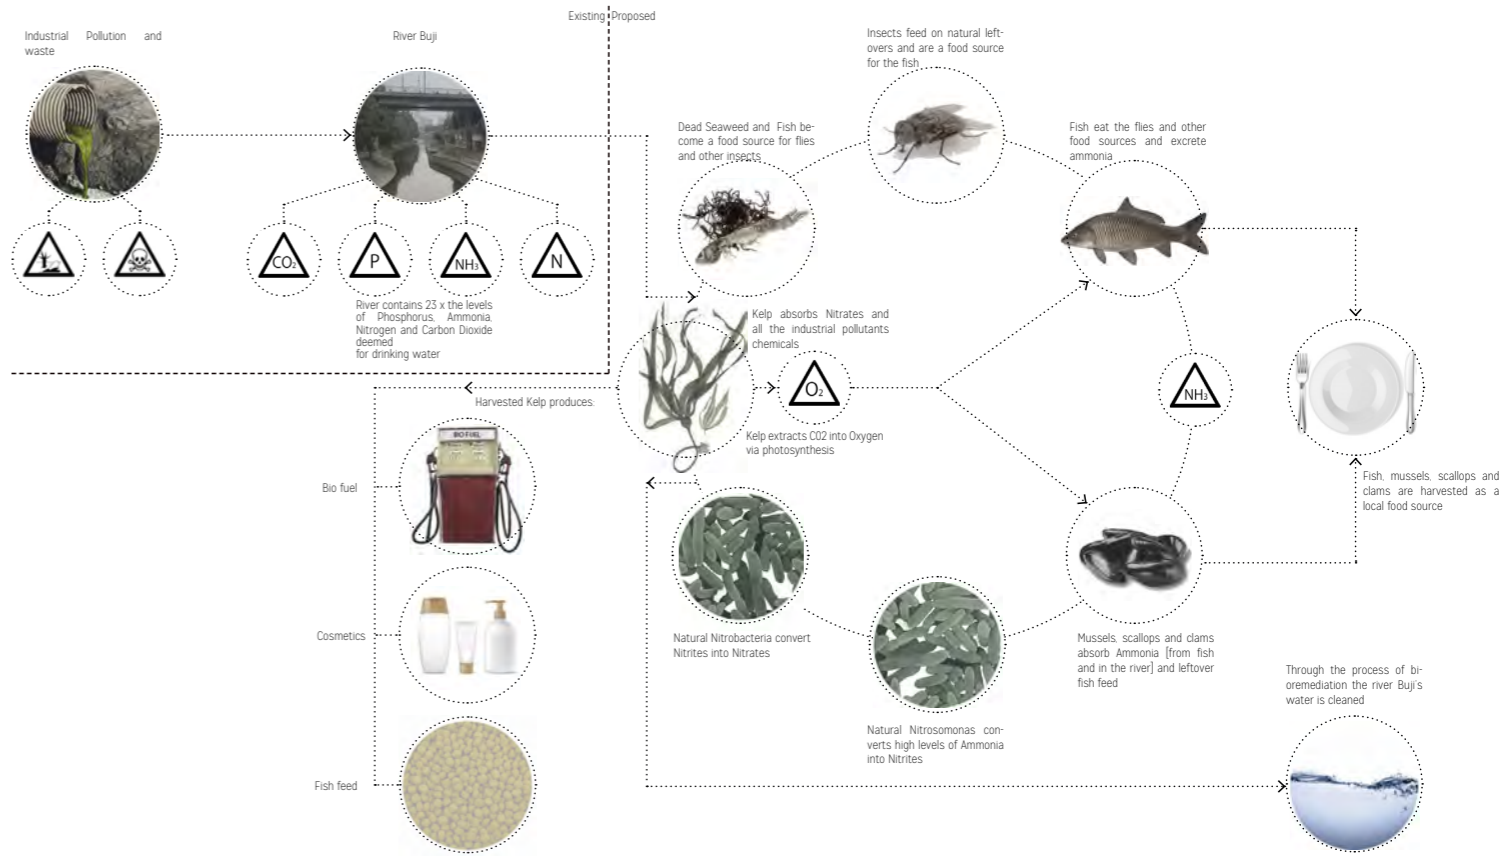 Existing Proposed
Industrial Pollution and
waste
River Buji
CO₂
P
NH₃
N
River contains 23 x the levels
of Phosphorus, Ammonia,
Nitrogen and Carbon Dioxide
deemed
for drinking water
Insects feed on natural left-
overs and are a food source
for the fish
Dead Seaweed and Fish be-
come a food source for flies
and other insects
Fish eat the flies and other
food sources and excrete
ammonia
Kelp absorbs Nitrates and
all the industrial pollutants
chemicals
O₂
Kelp extracts C02 into Oxygen
via photosynthesis
NH₃
Fish, mussels, scallops and
clams are harvested as a
local food source
Harvested Kelp produces:
BIO FUEL
Bio fuel
Cosmetics
Fish feed
Natural Nitrobacteria convert
Nitrites into Nitrates
Natural Nitrosomonas con-
verts high levels of Ammonia
into Nitrites
Mussels, scallops and clams
absorb Ammonia [from fish
and in the river] and leftover
fish feed
Through the process of bi-
oremediation the river Buji's
water is cleaned